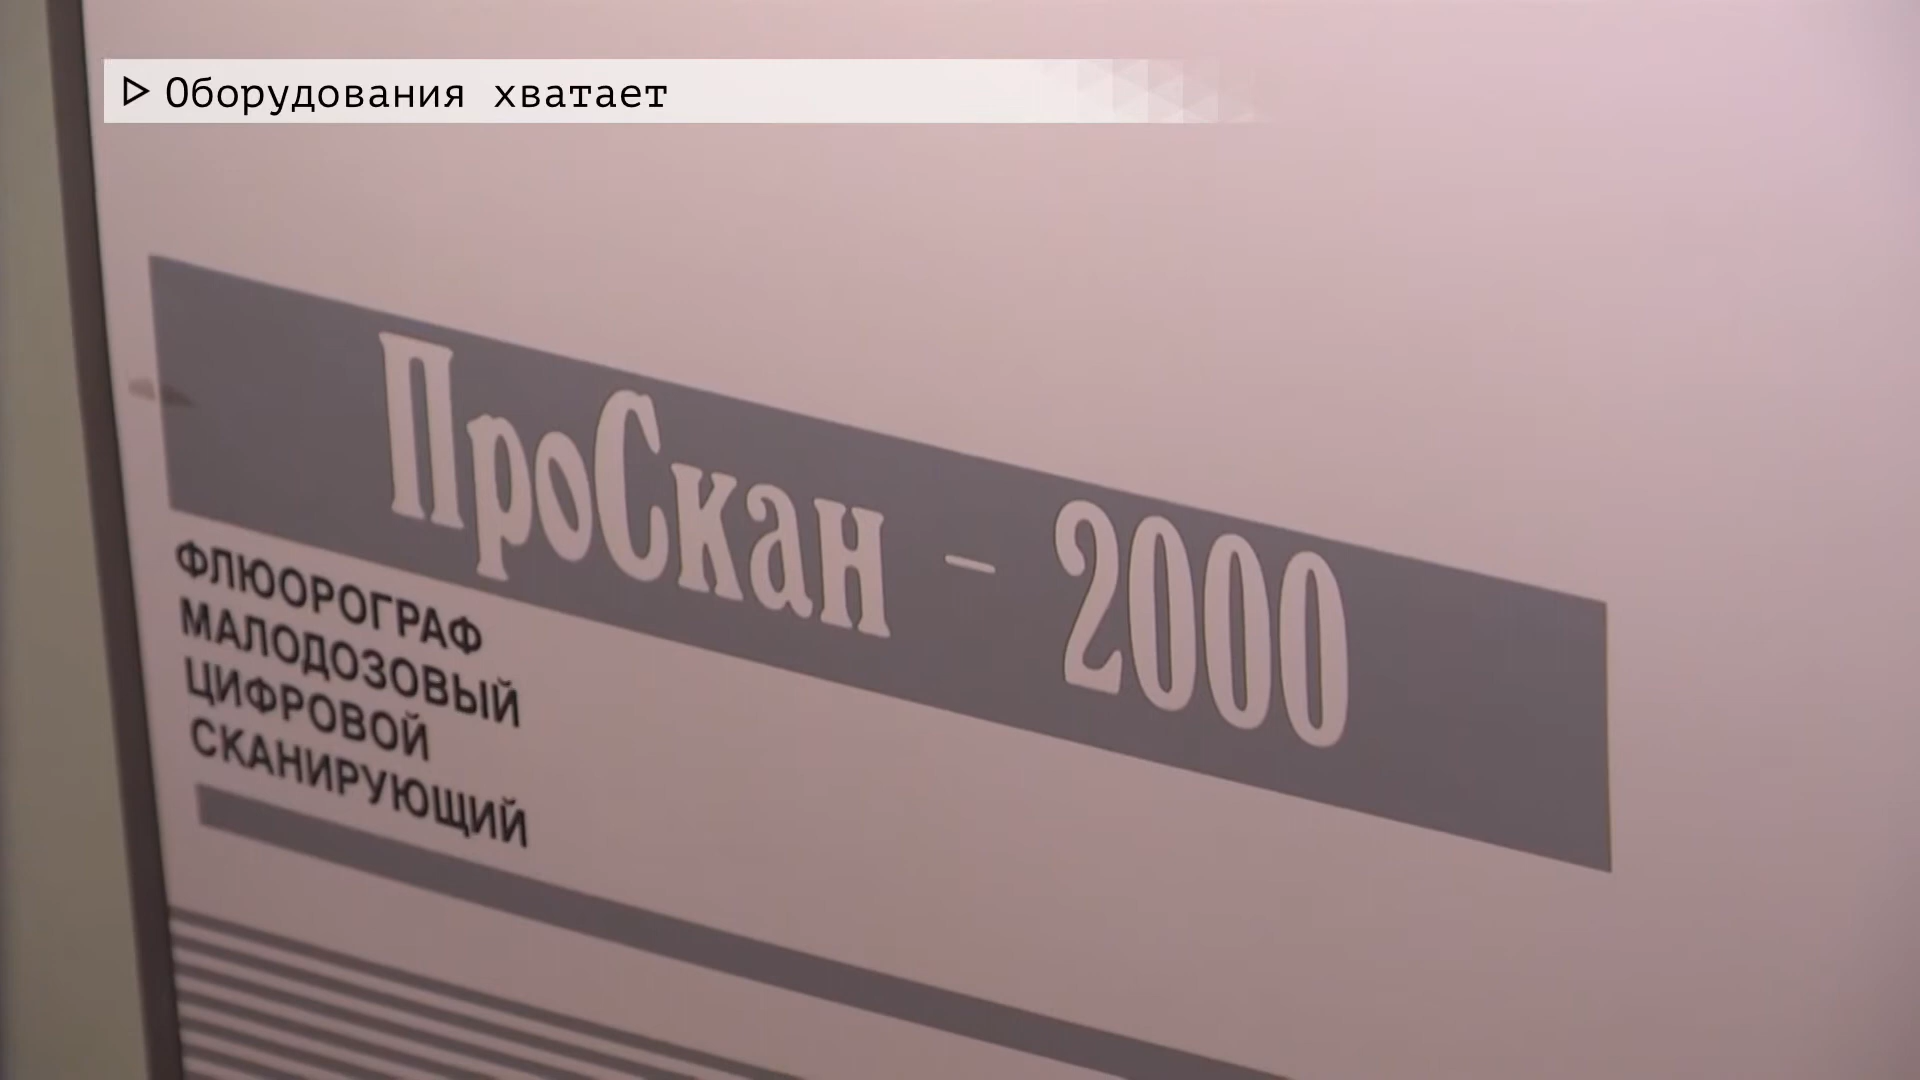 Оборудования хватает
ПроСкан - 2000
ФЛЮОРОГРАФ
МАЛОДОЗОВЫЙ
ЦИФРОВОЙ
СКАНИРУЮЩИЙ